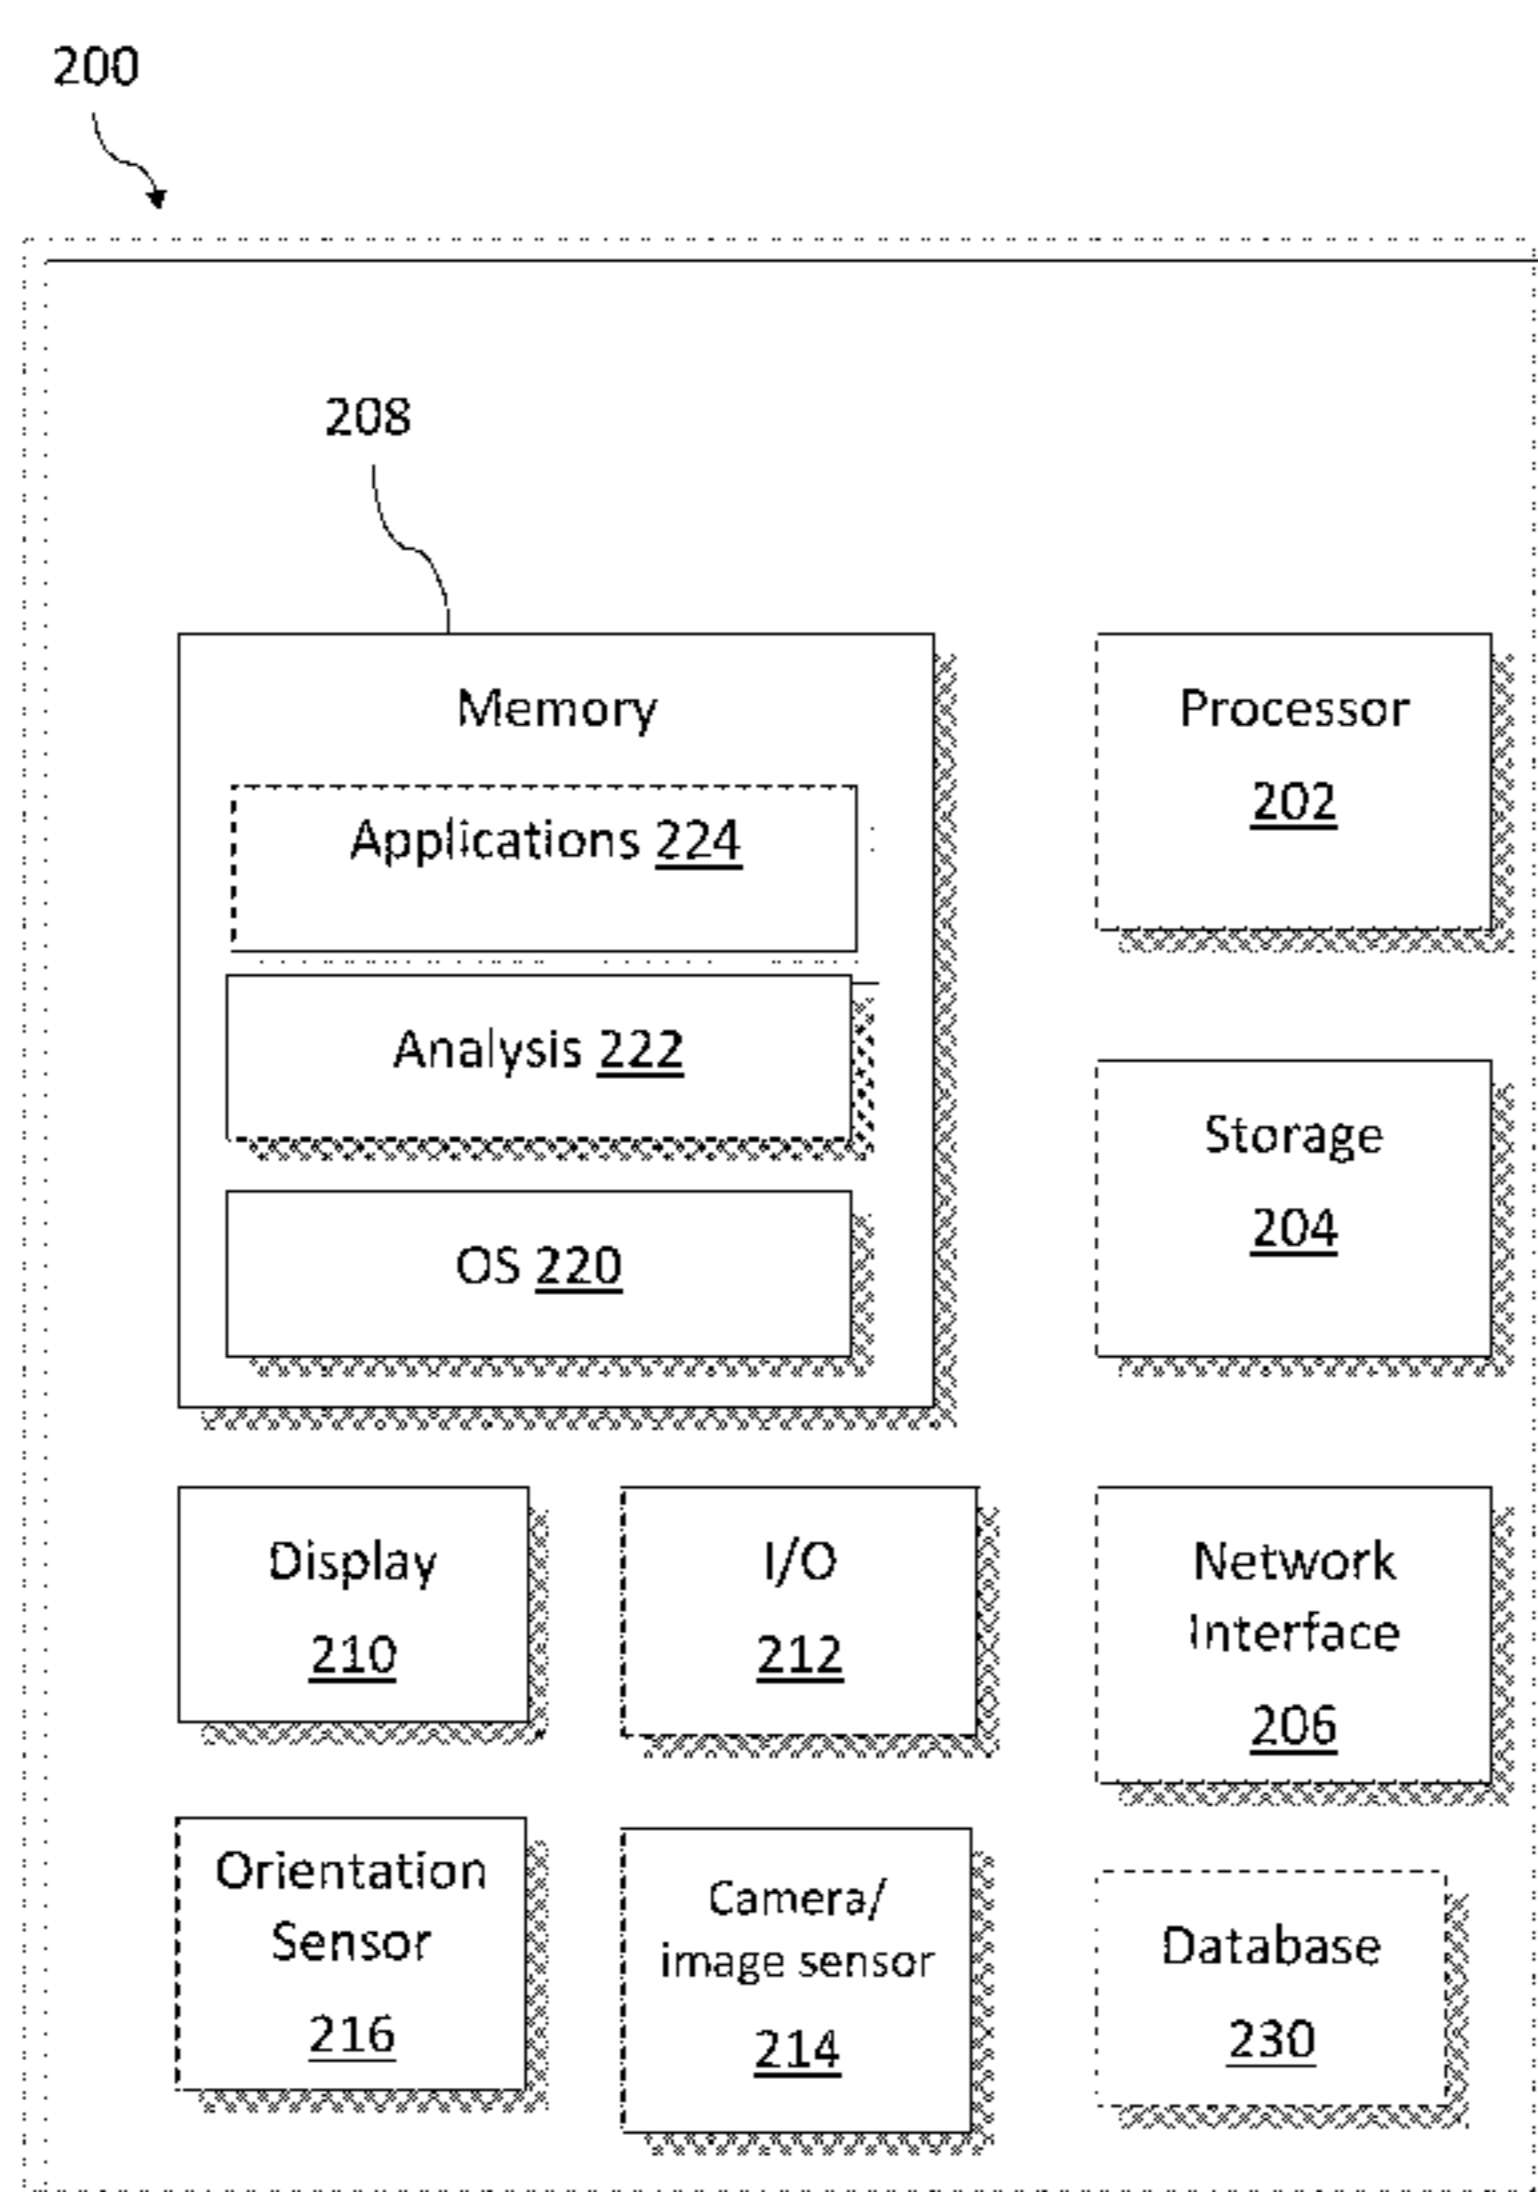 200
208
Memory
Applications 224
Analysis 222
OS 220
Processor
202
Storage
204
Display
210
I/O
212
Network
Interface
206
Orientation
Sensor
216
Camera/
image sensor
214
Database
230